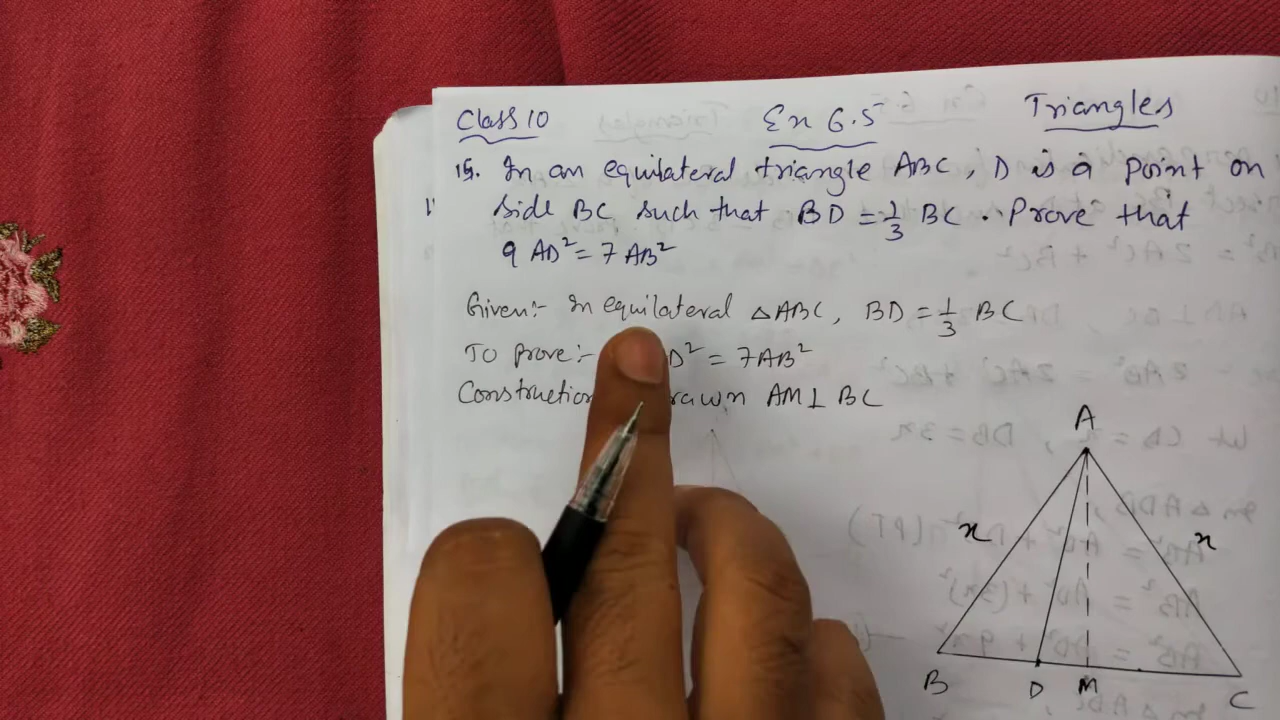 Class 10 Ex 6.5 Triangles
15. In an equilateral triangle ABC, D is a point on
side BC such that BD = 1/3 BC. Prove that
9 AD² = 7 AB²
Given:- In equilateral △ABC, BD = 1/3 BC
To prove:- D² = 7AB²
Construction rawn AM ⊥ BC
A
x x
B D M C